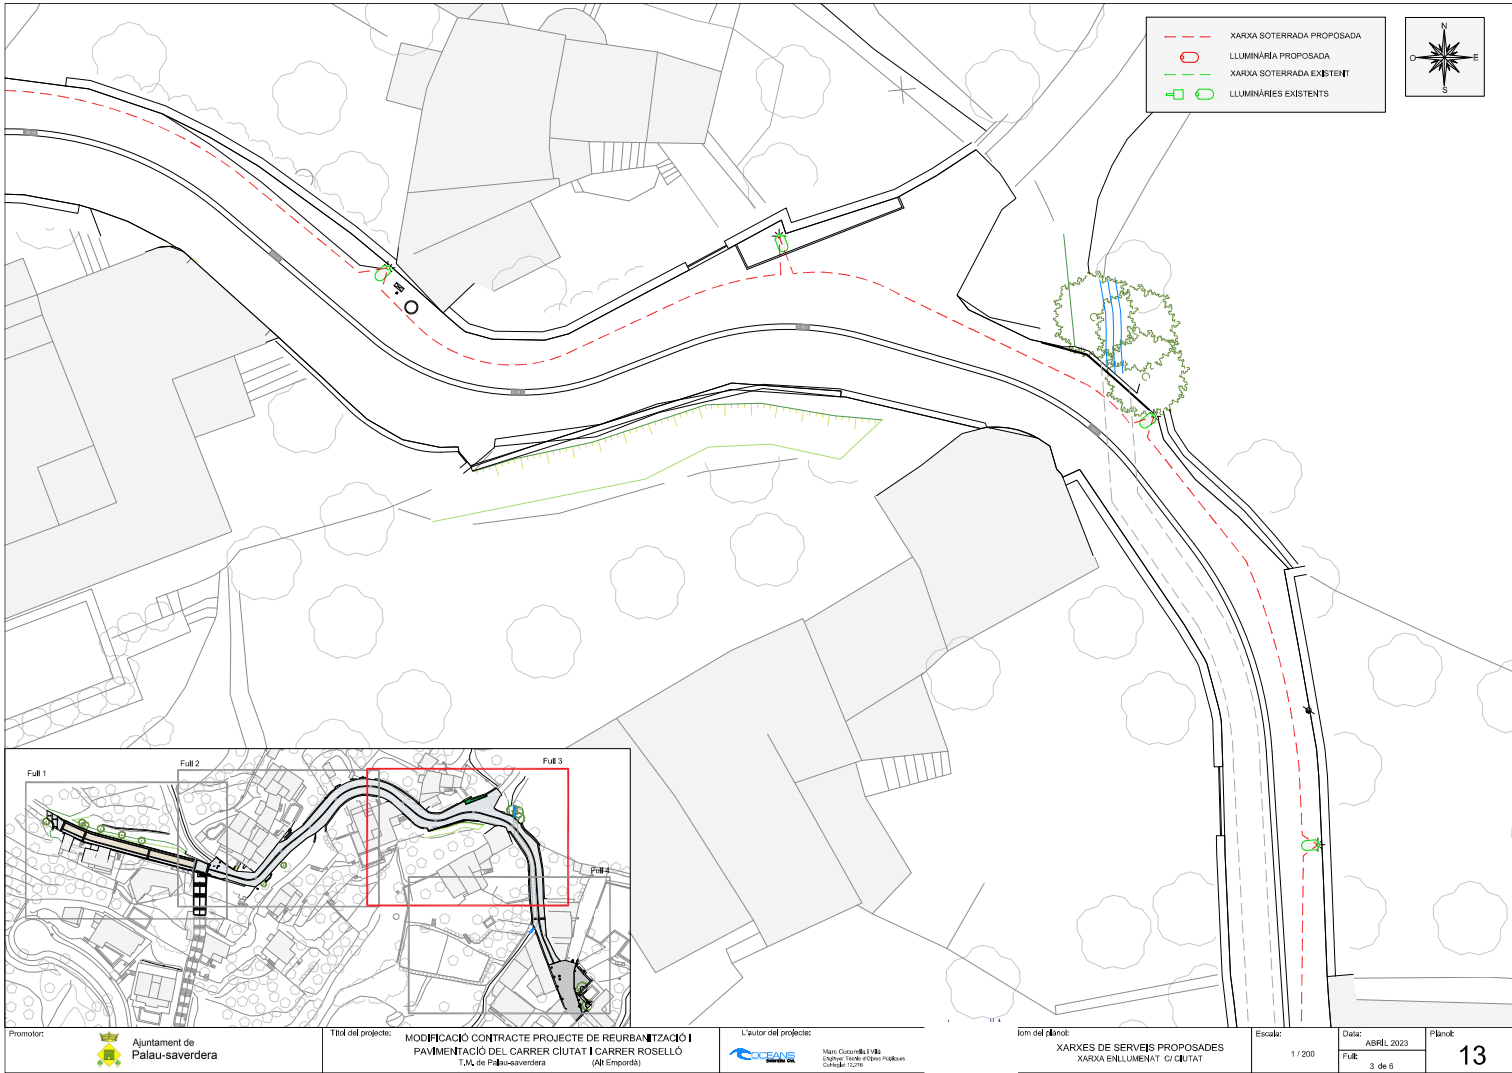 XARXA SOTERRADA PROPOSADA
LLUMINÀRIA PROPOSADA
XARXA SOTERRADA EXISTENT
LLUMINÀRIES EXISTENTS
N
O
E
S
Full 1
Full 2
Full 3
Full 4
Promotor:
Ajuntament de
Palau-saverdera
Títol del projecte:
MODIFICACIÓ CONTRACTE PROJECTE DE REURBANITZACIÓ I
PAVIMENTACIÓ DEL CARRER CIUTAT I CARRER ROSELLÓ
T.M. de Palau-saverdera (Alt Empordà)
L'autor del projecte:
OCEANS
Marc Cucurella i Vilà
Enginyer Tècnic d'Obres Públiques
Col·legiat 12.216
om del plànol:
XARXES DE SERVEIS PROPOSADES
XARXA ENLLUMENAT C/ CIUTAT
Escala:
1 / 200
Data:
ABRIL 2023
Full:
3 de 6
Plànol:
13